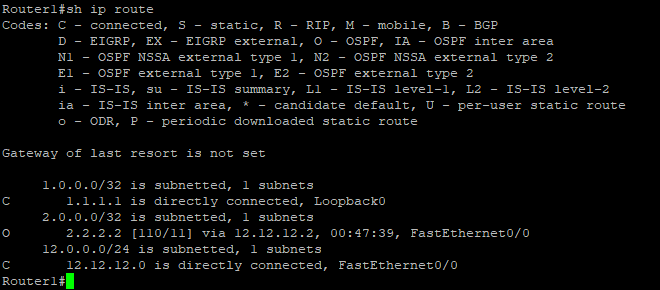 Router1#sh ip route
Codes: C - connected, S - static, R - RIP, M - mobile, B - BGP
D - EIGRP, EX - EIGRP external, O - OSPF, IA - OSPF inter area
N1 - OSPF NSSA external type 1, N2 - OSPF NSSA external type 2
E1 - OSPF external type 1, E2 - OSPF external type 2
i - IS-IS, su - IS-IS summary, L1 - IS-IS level-1, L2 - IS-IS level-2
ia - IS-IS inter area, * - candidate default, U - per-user static route
o - ODR, P - periodic downloaded static route
Gateway of last resort is not set
1.0.0.0/32 is subnetted, 1 subnets
C 1.1.1.1 is directly connected, Loopback0
2.0.0.0/32 is subnetted, 1 subnets
O 2.2.2.2 [110/11] via 12.12.12.2, 00:47:39, FastEthernet0/0
12.0.0.0/24 is subnetted, 1 subnets
C 12.12.12.0 is directly connected, FastEthernet0/0
Router1#